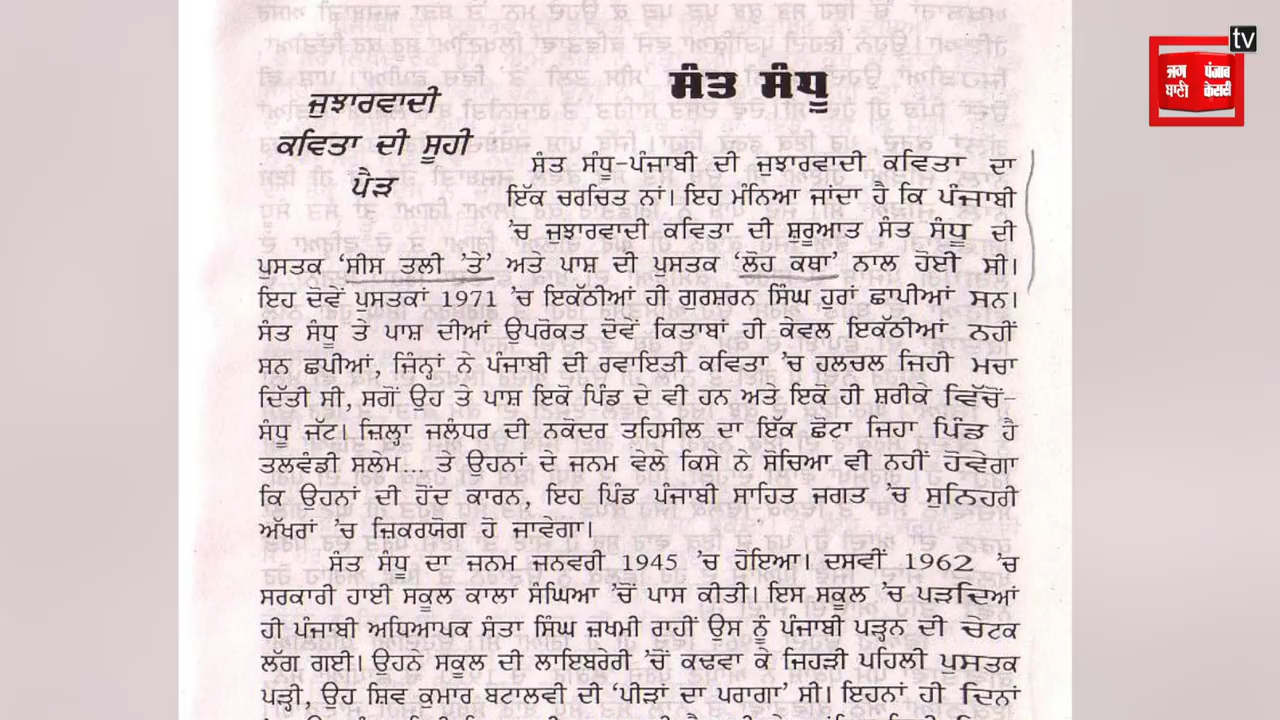 ਸੰਤ ਸੰਧੂ
ਜੁਝਾਰਵਾਦੀ
ਕਵਿਤਾ ਦੀ ਸੂਹੀ
ਪੈੜ
ਸੰਤ ਸੰਧੂ-ਪੰਜਾਬੀ ਦੀ ਜੁਝਾਰਵਾਦੀ ਕਵਿਤਾ ਦਾ
ਇੱਕ ਚਰਚਿਤ ਨਾਂ। ਇਹ ਮੰਨਿਆ ਜਾਂਦਾ ਹੈ ਕਿ ਪੰਜਾਬੀ
'ਚ ਜੁਝਾਰਵਾਦੀ ਕਵਿਤਾ ਦੀ ਸ਼ੁਰੂਆਤ ਸੰਤ ਸੰਧੂ ਦੀ
ਪੁਸਤਕ 'ਸੀਸ ਤਲੀ 'ਤੇ' ਅਤੇ ਪਾਸ਼ ਦੀ ਪੁਸਤਕ 'ਲੋਹ ਕਥਾ' ਨਾਲ ਹੋਈ ਸੀ।
ਇਹ ਦੋਵੇਂ ਪੁਸਤਕਾਂ 1971 'ਚ ਇਕੱਠੀਆਂ ਹੀ ਗੁਰਸ਼ਰਨ ਸਿੰਘ ਹੁਰਾਂ ਛਾਪੀਆਂ ਸਨ।
ਸੰਤ ਸੰਧੂ ਤੇ ਪਾਸ਼ ਦੀਆਂ ਉਪਰੋਕਤ ਦੋਵੇਂ ਕਿਤਾਬਾਂ ਹੀ ਕੇਵਲ ਇਕੱਠੀਆਂ ਨਹੀਂ
ਸਨ ਛਪੀਆਂ, ਜਿੰਨ੍ਹਾਂ ਨੇ ਪੰਜਾਬੀ ਦੀ ਰਵਾਇਤੀ ਕਵਿਤਾ 'ਚ ਹਲਚਲ ਜਿਹੀ ਮਚਾ
ਦਿੱਤੀ ਸੀ, ਸਗੋਂ ਉਹ ਤੇ ਪਾਸ਼ ਇਕੋ ਪਿੰਡ ਦੇ ਵੀ ਹਨ ਅਤੇ ਇਕੋ ਹੀ ਸ਼ਰੀਕੇ ਵਿੱਚੋਂ-
ਸੰਧੂ ਜੱਟ। ਜ਼ਿਲ੍ਹਾ ਜਲੰਧਰ ਦੀ ਨਕੋਦਰ ਤਹਿਸੀਲ ਦਾ ਇੱਕ ਛੋਟਾ ਜਿਹਾ ਪਿੰਡ ਹੈ
ਤਲਵੰਡੀ ਸਲੇਮ... ਤੇ ਉਹਨਾਂ ਦੇ ਜਨਮ ਵੇਲੇ ਕਿਸੇ ਨੇ ਸੋਚਿਆ ਵੀ ਨਹੀਂ ਹੋਵੇਗਾ
ਕਿ ਉਹਨਾਂ ਦੀ ਹੋਂਦ ਕਾਰਨ, ਇਹ ਪਿੰਡ ਪੰਜਾਬੀ ਸਾਹਿਤ ਜਗਤ 'ਚ ਸੁਨਿਹਰੀ
ਅੱਖਰਾਂ 'ਚ ਜ਼ਿਕਰਯੋਗ ਹੋ ਜਾਵੇਗਾ।
ਸੰਤ ਸੰਧੂ ਦਾ ਜਨਮ ਜਨਵਰੀ 1945 'ਚ ਹੋਇਆ। ਦਸਵੀਂ 1962 'ਚ
ਸਰਕਾਰੀ ਹਾਈ ਸਕੂਲ ਕਾਲਾ ਸੰਘਿਆ 'ਚੋਂ ਪਾਸ ਕੀਤੀ। ਇਸ ਸਕੂਲ 'ਚ ਪੜਦਿਆਂ
ਹੀ ਪੰਜਾਬੀ ਅਧਿਆਪਕ ਸੰਤਾ ਸਿੰਘ ਜ਼ਖਮੀ ਰਾਹੀਂ ਉਸ ਨੂੰ ਪੰਜਾਬੀ ਪੜ੍ਹਨ ਦੀ ਚੇਟਕ
ਲੱਗ ਗਈ। ਉਹਨੇ ਸਕੂਲ ਦੀ ਲਾਇਬਰੇਰੀ 'ਚੋਂ ਕਢਵਾ ਕੇ ਜਿਹੜੀ ਪਹਿਲੀ ਪੁਸਤਕ
ਪੜ੍ਹੀ, ਉਹ ਸ਼ਿਵ ਕੁਮਾਰ ਬਟਾਲਵੀ ਦੀ 'ਪੀੜਾਂ ਦਾ ਪਰਾਗਾ' ਸੀ। ਇਹਨਾਂ ਹੀ ਦਿਨਾਂ
tv
ਜਗ ਬਾਣੀ
ਪੰਜਾਬ ਕੇਸਰੀ